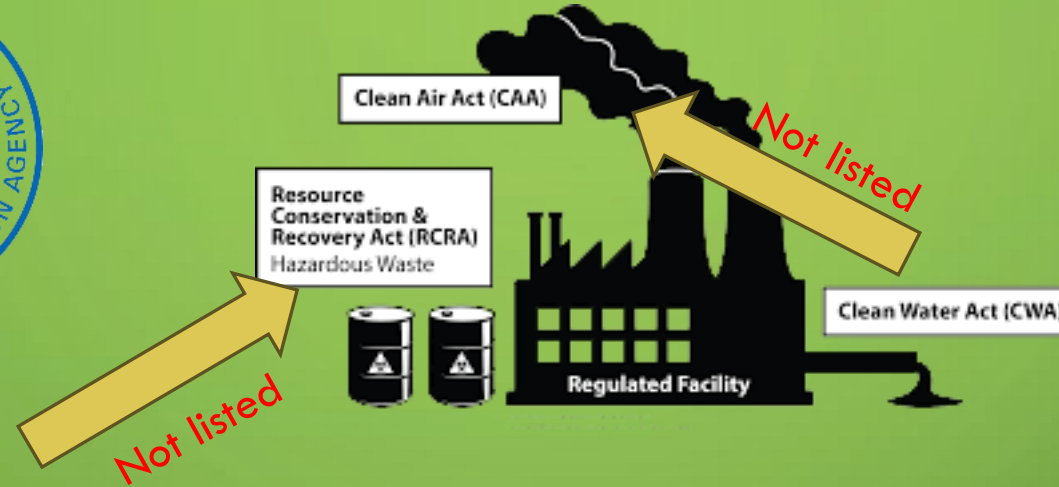 N AGENCY
Clean Air Act (CAA)
Not listed
Resource
Conservation &
Recovery Act (RCRA)
Hazardous Waste
Clean Water Act (CWA)
Regulated Facility
Not listed